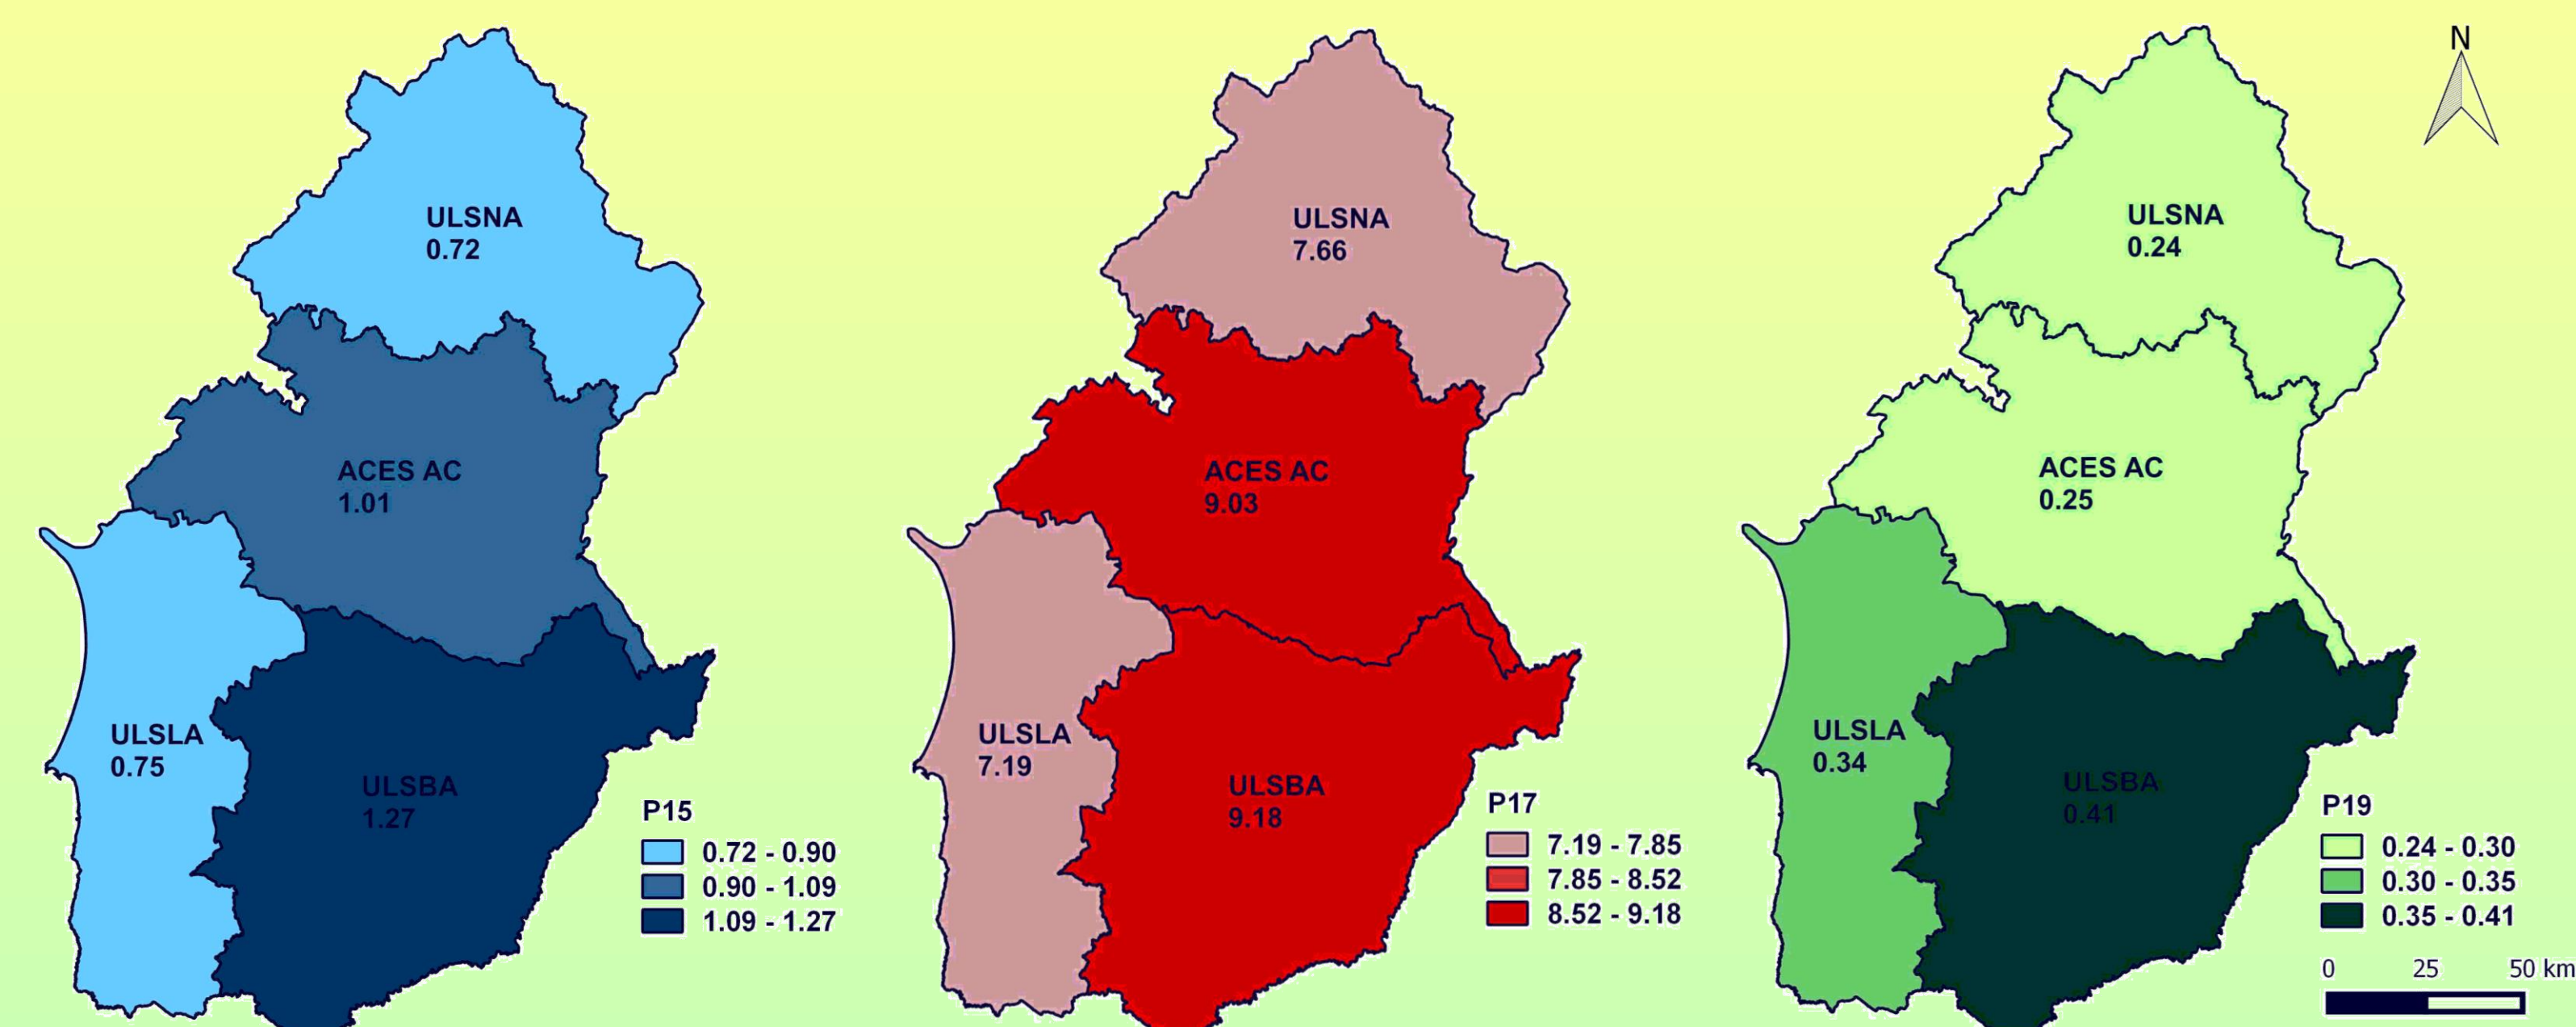 ULSNA
0.72
ACES AC
1.01
ULSLA
0.75
ULSBA
1.27
P15
0.72 - 0.90
0.90 - 1.09
1.09 - 1.27
ULSNA
7.66
ACES AC
9.03
ULSLA
7.19
ULSBA
9.18
P17
7.19 - 7.85
7.85 - 8.52
8.52 - 9.18
N
ULSNA
0.24
ACES AC
0.25
ULSLA
0.34
ULSBA
0.41
P19
0.24 - 0.30
0.30 - 0.35
0.35 - 0.41
0 25 50 km